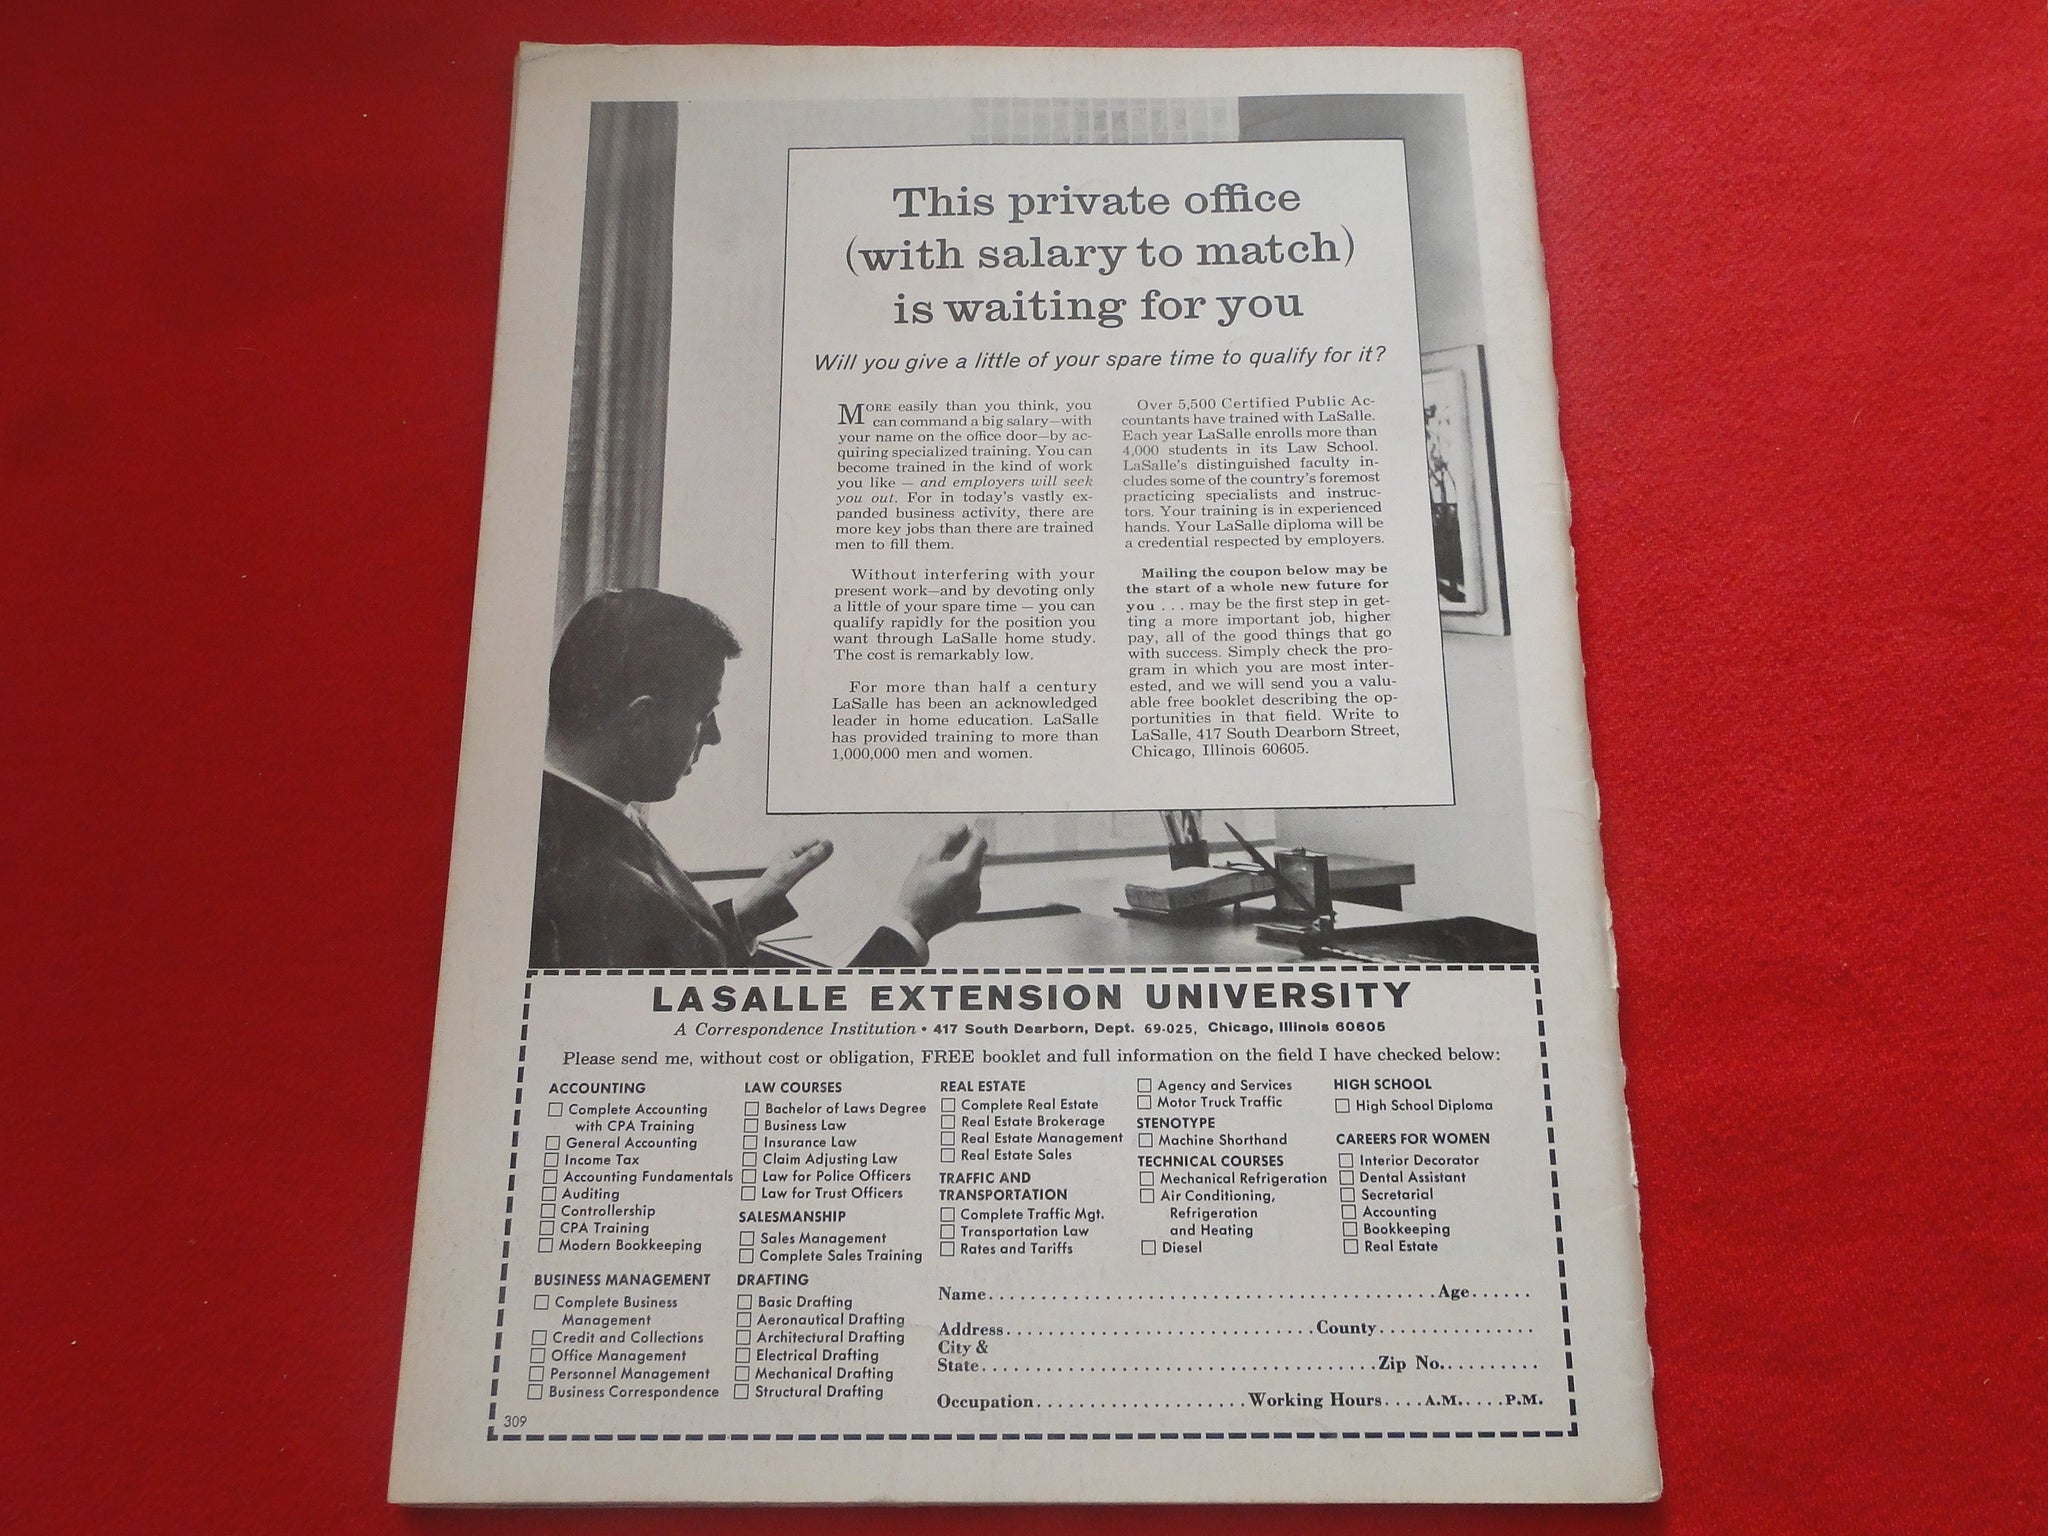 This private office
(with salary to match)
is waiting for you
Will you give a little of your spare time to qualify for it?
MORE easily than you think, you
can command a big salary—with
your name on the office door—by ac-
quiring specialized training. You can
become trained in the kind of work
you like — and employers will seek
you out. For in today's vastly ex-
panded business activity, there are
more key jobs than there are trained
men to fill them.
Without interfering with your
present work—and by devoting only
a little of your spare time — you can
qualify rapidly for the position you
want through LaSalle home study.
The cost is remarkably low.
For more than half a century
LaSalle has been an acknowledged
leader in home education. LaSalle
has provided training to more than
1,000,000 men and women.
Over 5,500 Certified Public Ac-
countants have trained with LaSalle.
Each year LaSalle enrolls more than
4,000 students in its Law School.
LaSalle's distinguished faculty in-
cludes some of the country's foremost
practicing specialists and instruc-
tors. Your training is in experienced
hands. Your LaSalle diploma will be
a credential respected by employers.
Mailing the coupon below may be
the start of a whole new future for
you . . . may be the first step in get-
ting a more important job, higher
pay, all of the good things that go
with success. Simply check the pro-
gram in which you are most inter-
ested, and we will send you a valu-
able free booklet describing the op-
portunities in that field. Write to
LaSalle, 417 South Dearborn Street,
Chicago, Illinois 60605.
LASALLE EXTENSION UNIVERSITY
A Correspondence Institution • 417 South Dearborn, Dept. 69-025, Chicago, Illinois 60605
Please send me, without cost or obligation, FREE booklet and full information on the field I have checked below:
ACCOUNTING
Complete Accounting
with CPA Training
General Accounting
Income Tax
Accounting Fundamentals
Auditing
Controllership
CPA Training
Modern Bookkeeping
BUSINESS MANAGEMENT
Complete Business
Management
Credit and Collections
Office Management
Personnel Management
Business Correspondence
309
LAW COURSES
Bachelor of Laws Degree
Business Law
Insurance Law
Claim Adjusting Law
Law for Police Officers
Law for Trust Officers
SALESMANSHIP
Sales Management
Complete Sales Training
DRAFTING
Basic Drafting
Aeronautical Drafting
Architectural Drafting
Electrical Drafting
Mechanical Drafting
Structural Drafting
REAL ESTATE
Complete Real Estate
Real Estate Brokerage
Real Estate Management
Real Estate Sales
TRAFFIC AND
TRANSPORTATION
Complete Traffic Mgt.
Transportation Law
Rates and Tariffs
Agency and Services
Motor Truck Traffic
STENOTYPE
Machine Shorthand
TECHNICAL COURSES
Mechanical Refrigeration
Air Conditioning,
Refrigeration
and Heating
Diesel
HIGH SCHOOL
High School Diploma
CAREERS FOR WOMEN
Interior Decorator
Dental Assistant
Secretarial
Accounting
Bookkeeping
Real Estate
Name........................................Age......
Address............................County..............
City &
State....................................Zip No..........
Occupation....................Working Hours....A.M.....P.M.